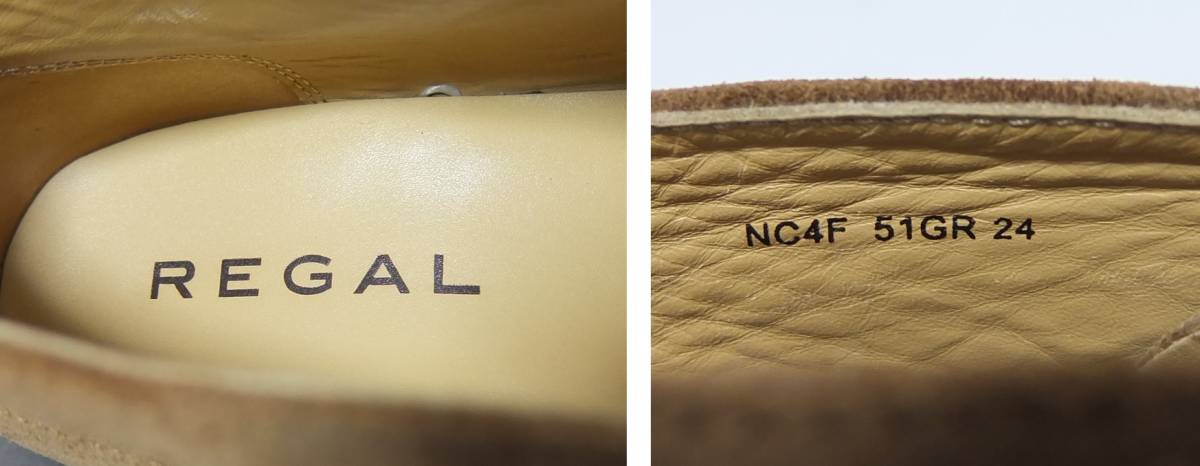 REGAL
NC4F 51GR 24